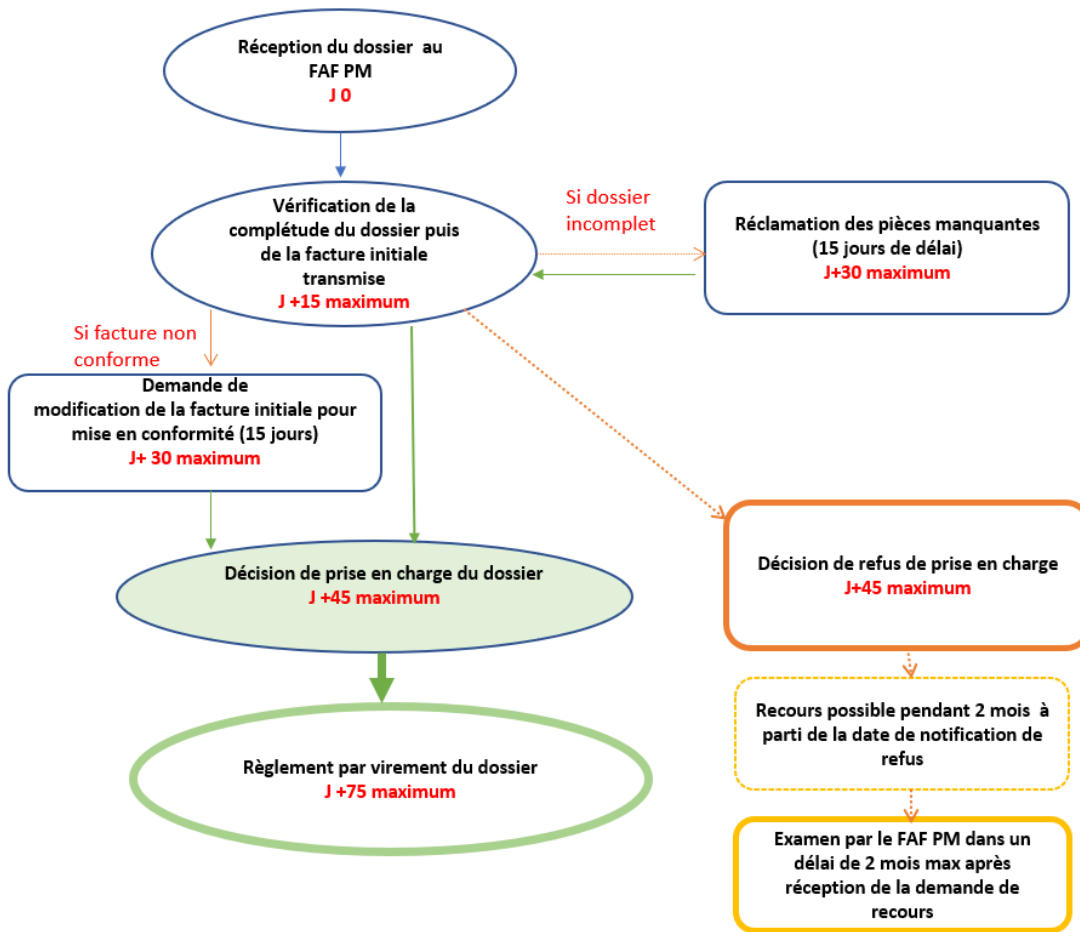 Réception du dossier au
FAF PM
J 0
Vérification de la
complétude du dossier puis
de la facture initiale
transmise
J +15 maximum
Si dossier
incomplet
Réclamation des pièces manquantes
(15 jours de délai)
J+30 maximum
Si facture non
conforme
Demande de
modification de la facture initiale pour
mise en conformité (15 jours)
J+ 30 maximum
Décision de prise en charge du dossier
J +45 maximum
Décision de refus de prise en charge
J+45 maximum
Règlement par virement du dossier
J +75 maximum
Recours possible pendant 2 mois à
parti de la date de notification de
refus
Examen par le FAF PM dans un
délai de 2 mois max après
réception de la demande de
recours